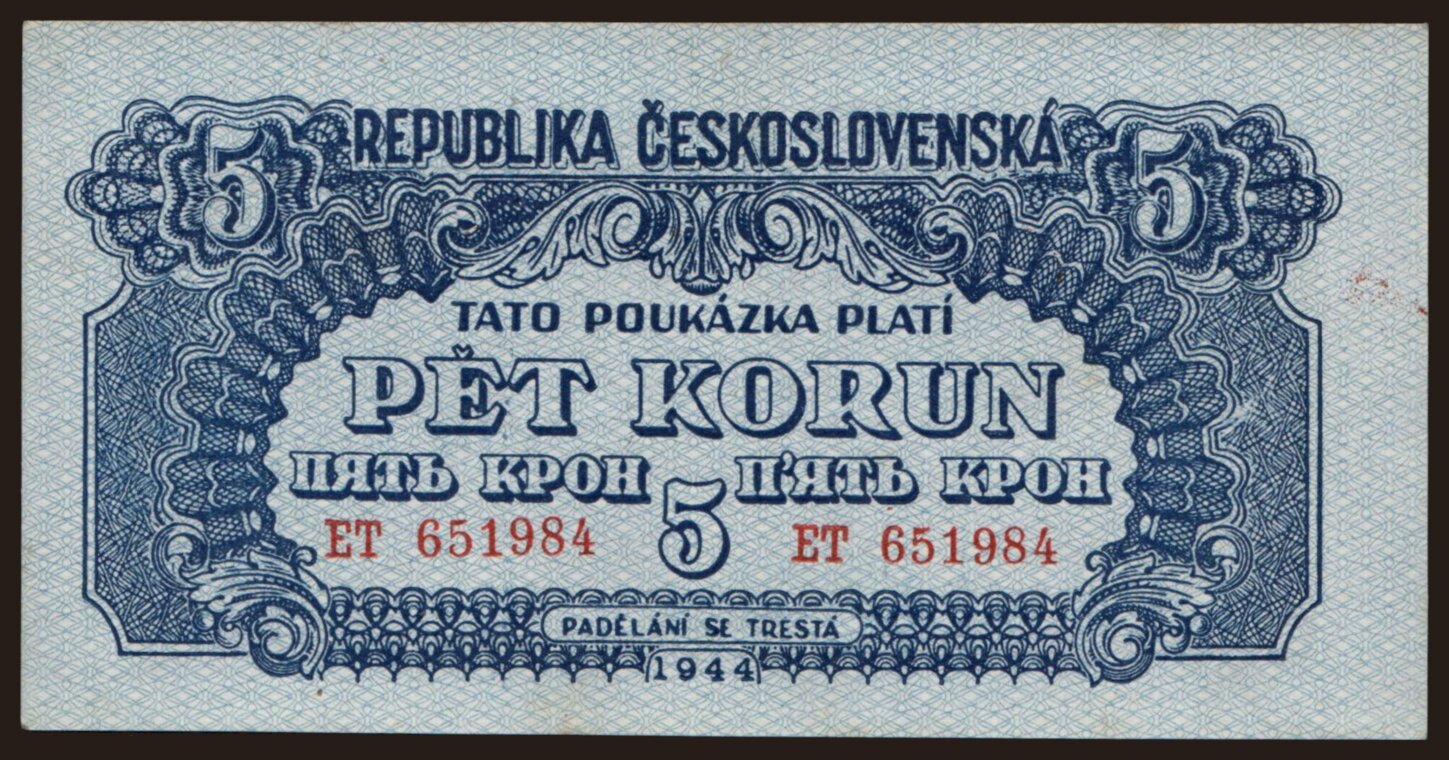 5 REPUBLIKA ČESKOSLOVENSKÁ 5
TATO POUKÁZKA PLATÍ
PĚT KORUN
ПЯТЬ КРОН 5 П'ЯТЬ КРОН
ET 651984 ET 651984
PADĚLÁNÍ SE TRESTÁ
1944